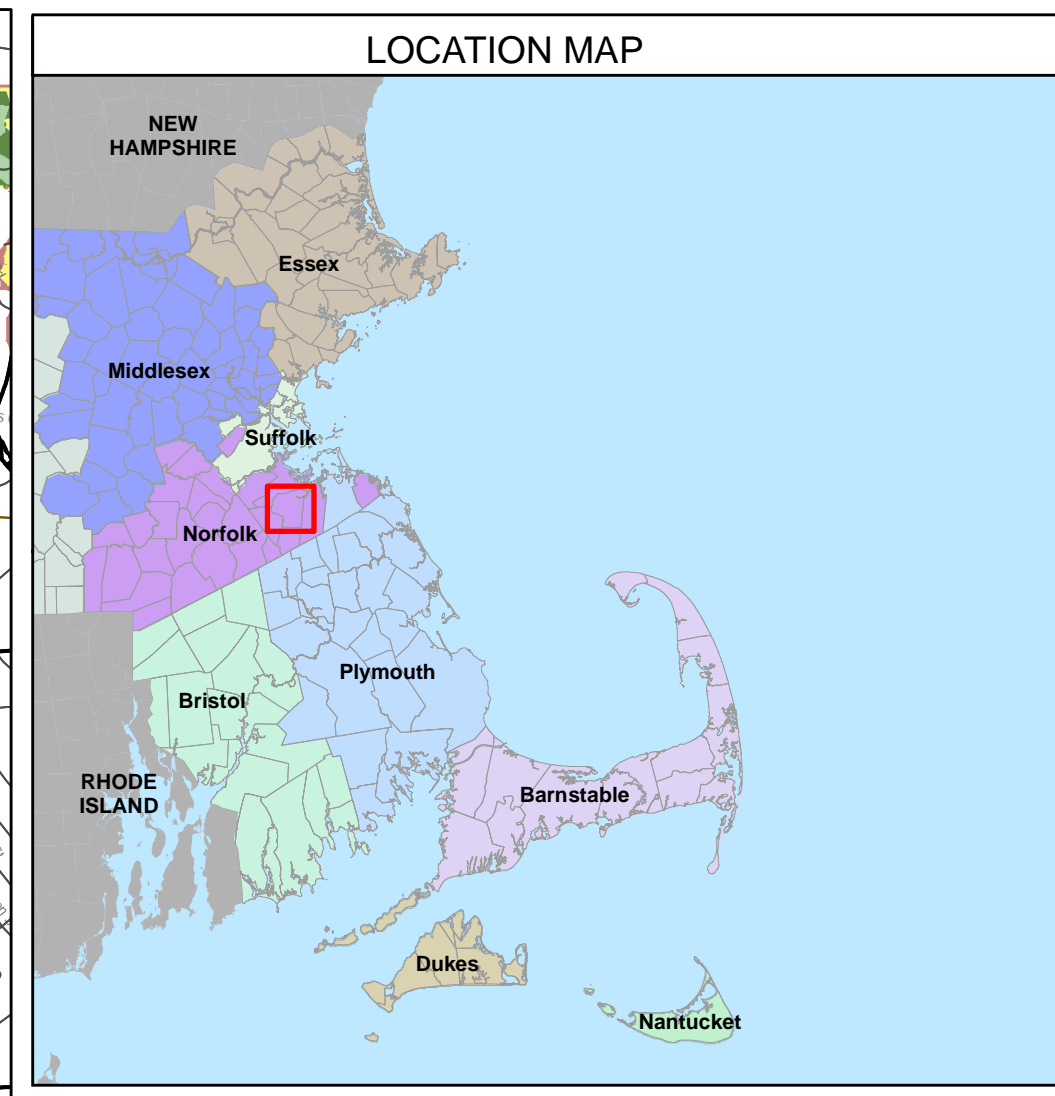 LOCATION MAP
NEW
HAMPSHIRE
Essex
Middlesex
Suffolk
Norfolk
Plymouth
Bristol
RHODE
ISLAND
Barnstable
Dukes
Nantucket